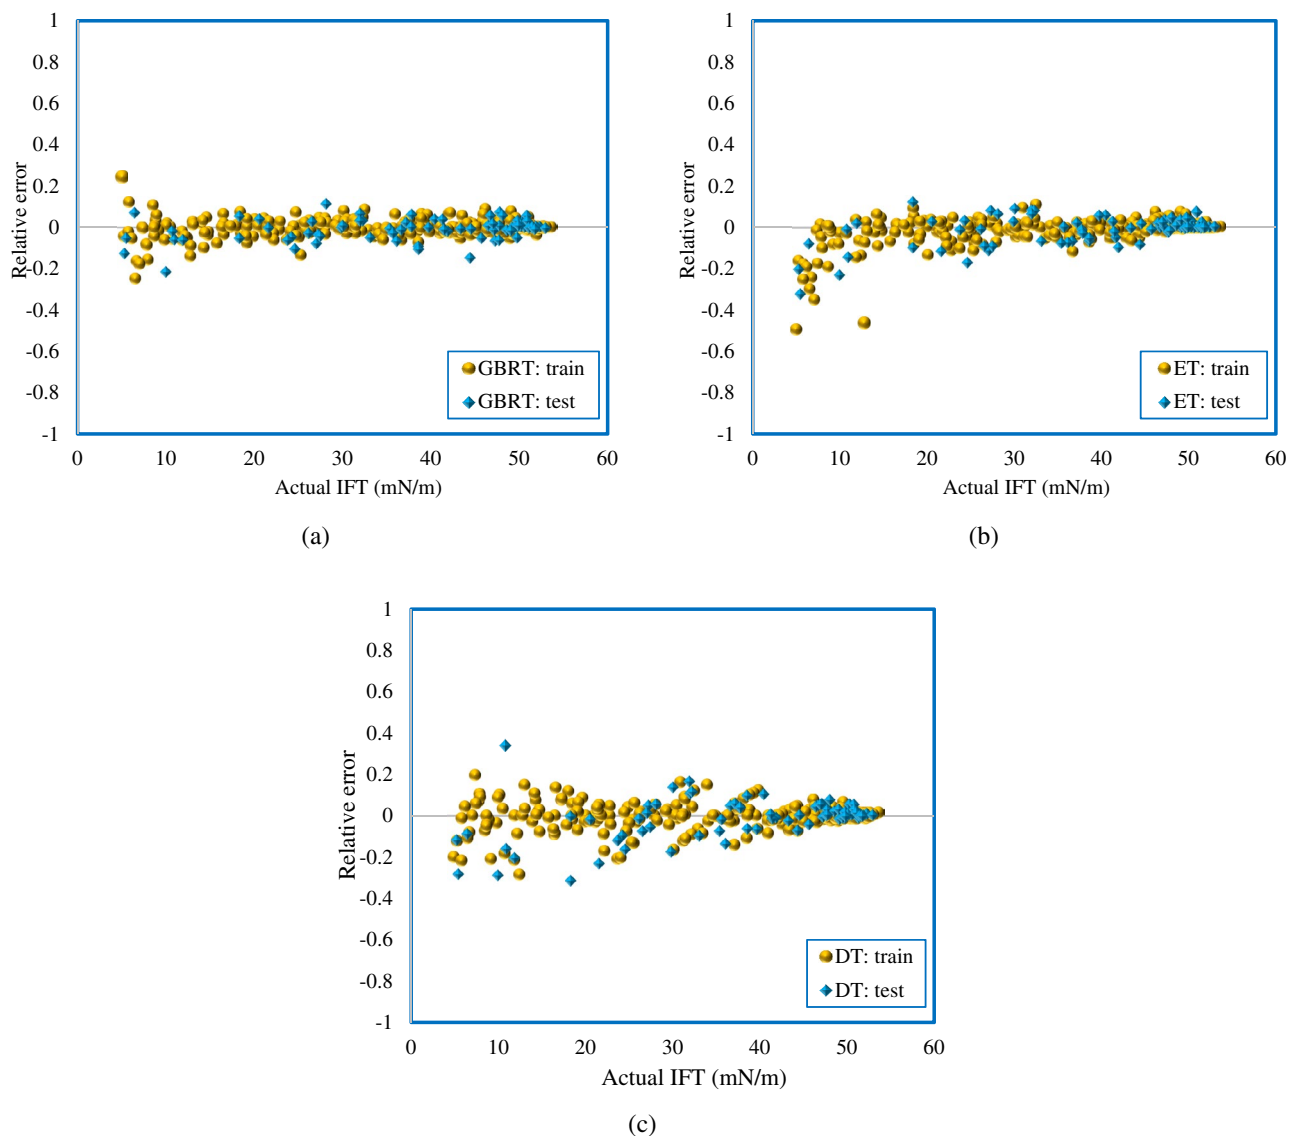 1
0.8
0.6
0.4
0.2
0
-0.2
-0.4
-0.6
-0.8
-1
Relative error
0 10 20 30 40 50 60
Actual IFT (mN/m)
GBRT: train
GBRT: test
(a)
1
0.8
0.6
0.4
0.2
0
-0.2
-0.4
-0.6
-0.8
-1
Relative error
0 10 20 30 40 50 60
Actual IFT (mN/m)
ET: train
ET: test
(b)
1
0.8
0.6
0.4
0.2
0
-0.2
-0.4
-0.6
-0.8
-1
Relative error
0 10 20 30 40 50 60
Actual IFT (mN/m)
DT: train
DT: test
(c)